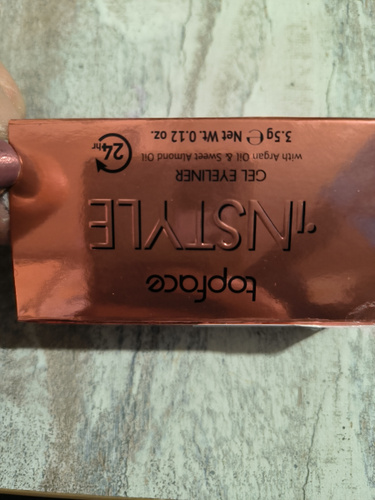 topface
iNSTYLE
GEL EYELINER
with Argan Oil & Sweet Almond Oil
3.5g ℮ Net Wt. 0.12 oz.
24hr